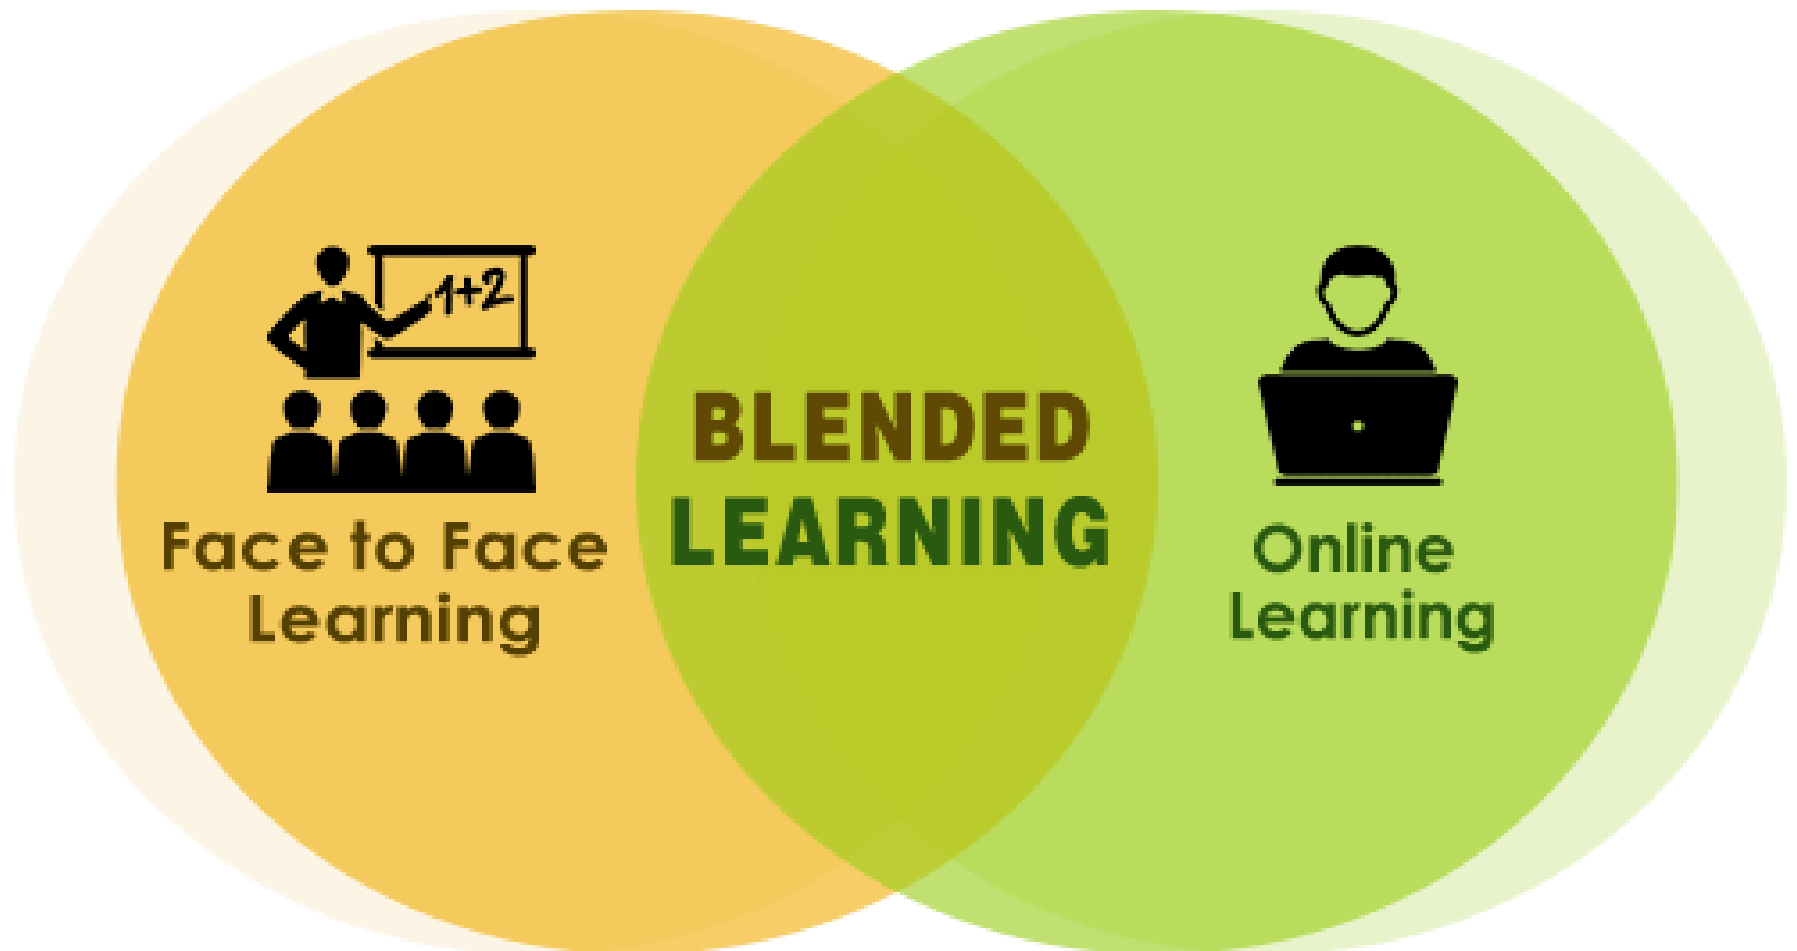 1+2
Face to Face
Learning
BLENDED
LEARNING
Online
Learning